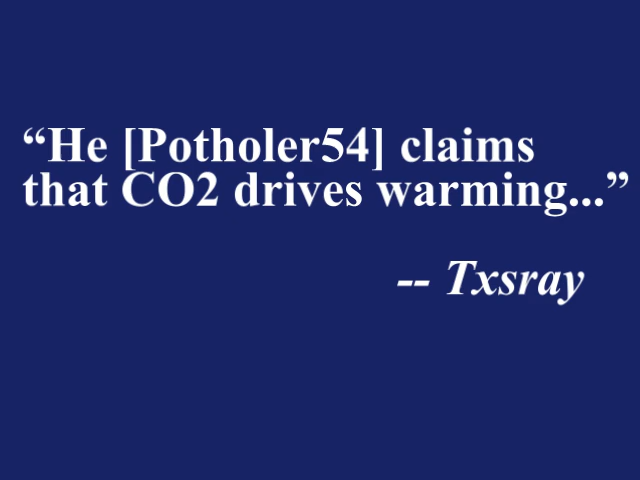 “He [Potholer54] claims
that CO2 drives warming...”
-- Txsray